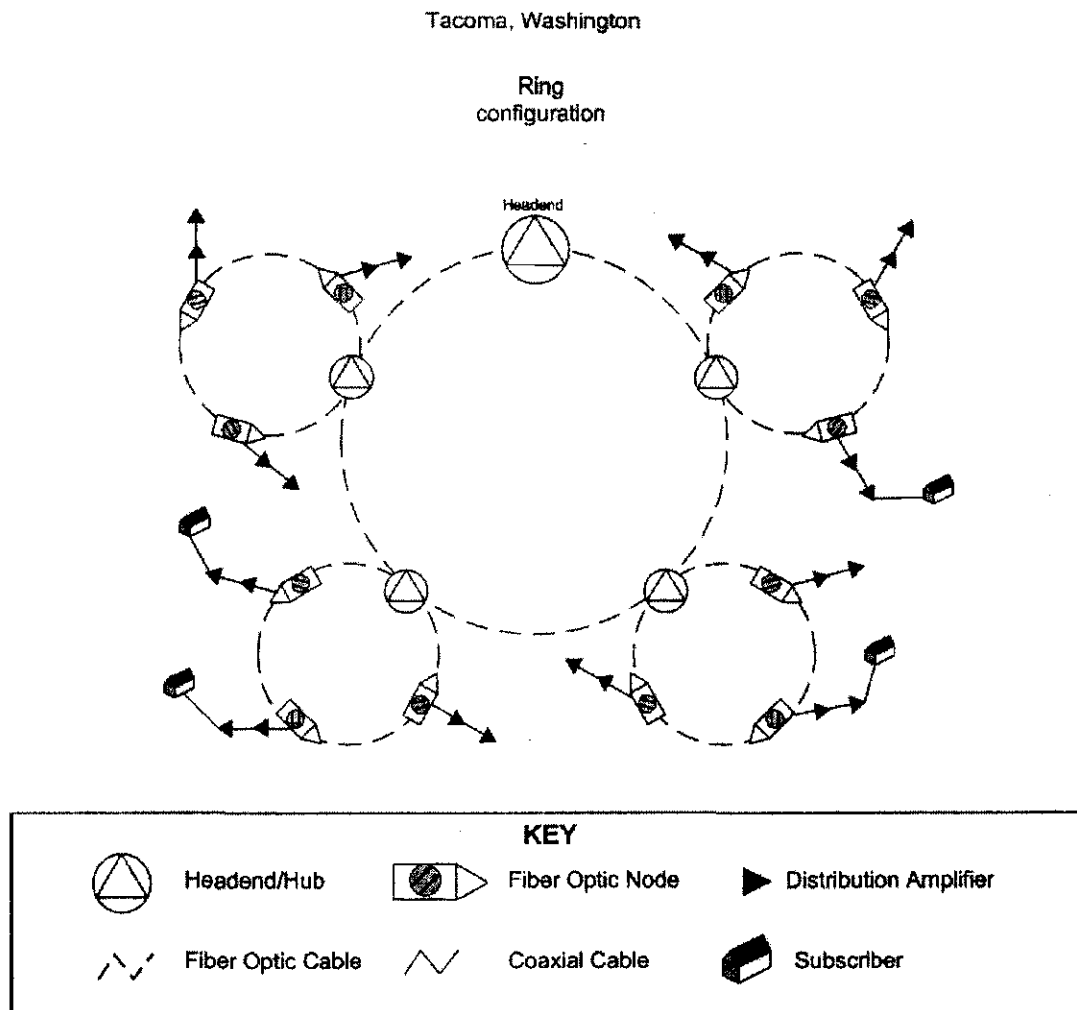 Tacoma, Washington
Ring
configuration
Headend
KEY
Headend/Hub
Fiber Optic Node
Distribution Amplifier
Fiber Optic Cable
Coaxial Cable
Subscriber